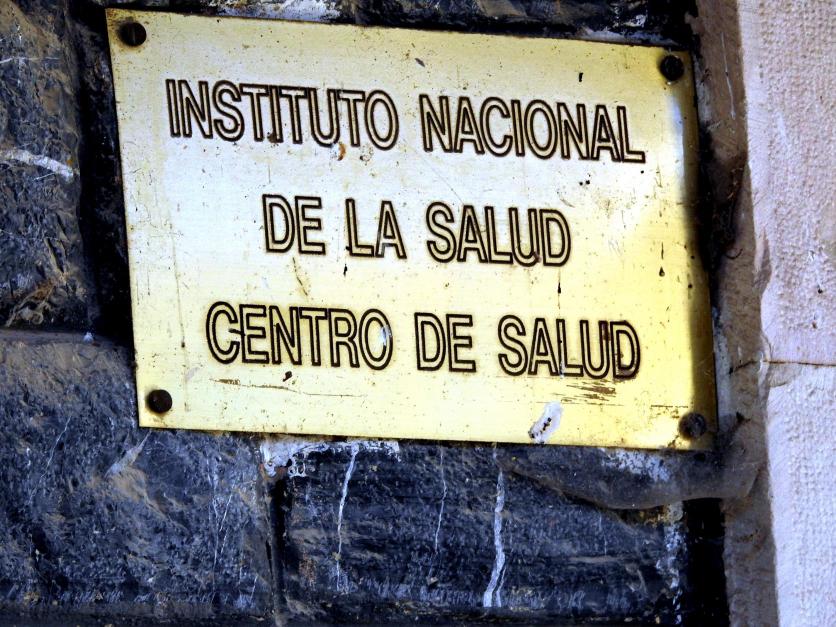 INSTITUTO NACIONAL
DE LA SALUD
CENTRO DE SALUD